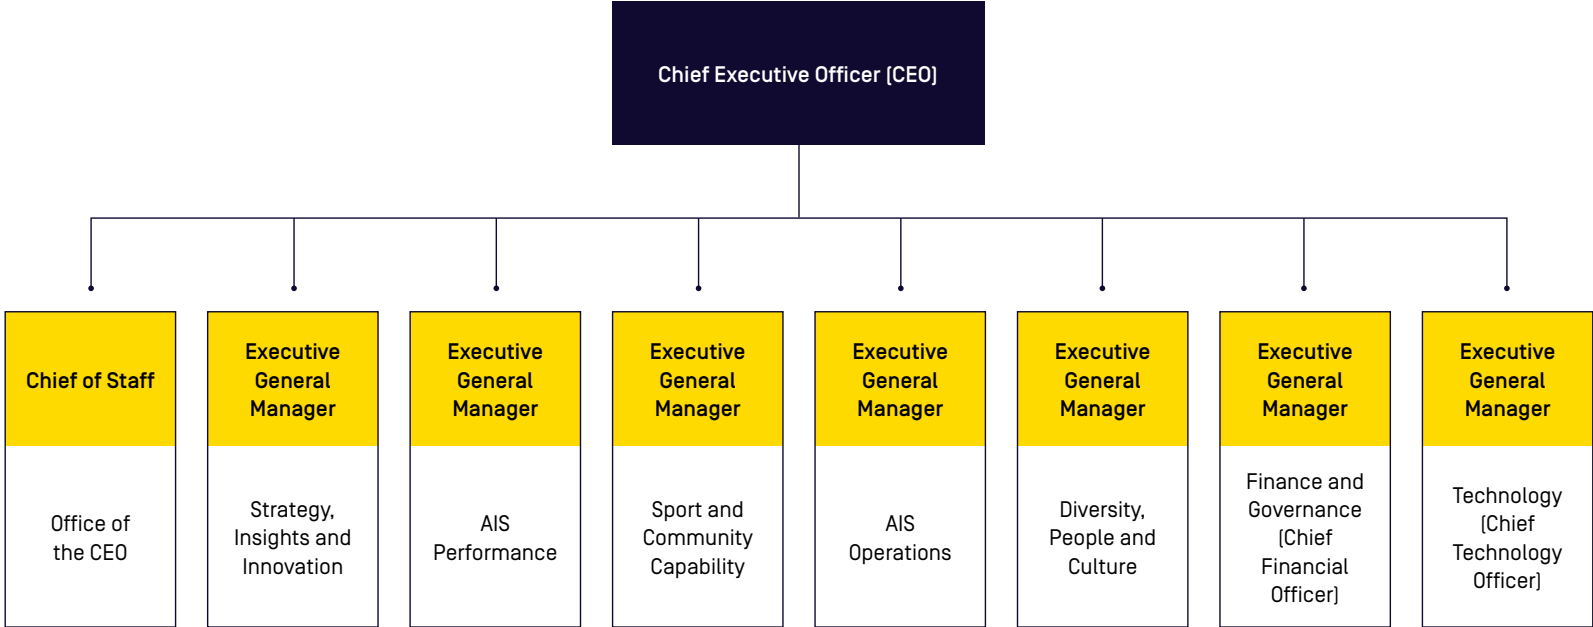 Chief Executive Officer (CEO)
Chief of Staff
Office of
the CEO
Executive
General
Manager
Strategy,
Insights and
Innovation
Executive
General
Manager
AIS
Performance
Executive
General
Manager
Sport and
Community
Capability
Executive
General
Manager
AIS
Operations
Executive
General
Manager
Diversity,
People and
Culture
Executive
General
Manager
Finance and
Governance
(Chief
Financial
Officer)
Executive
General
Manager
Technology
(Chief
Technology
Officer)